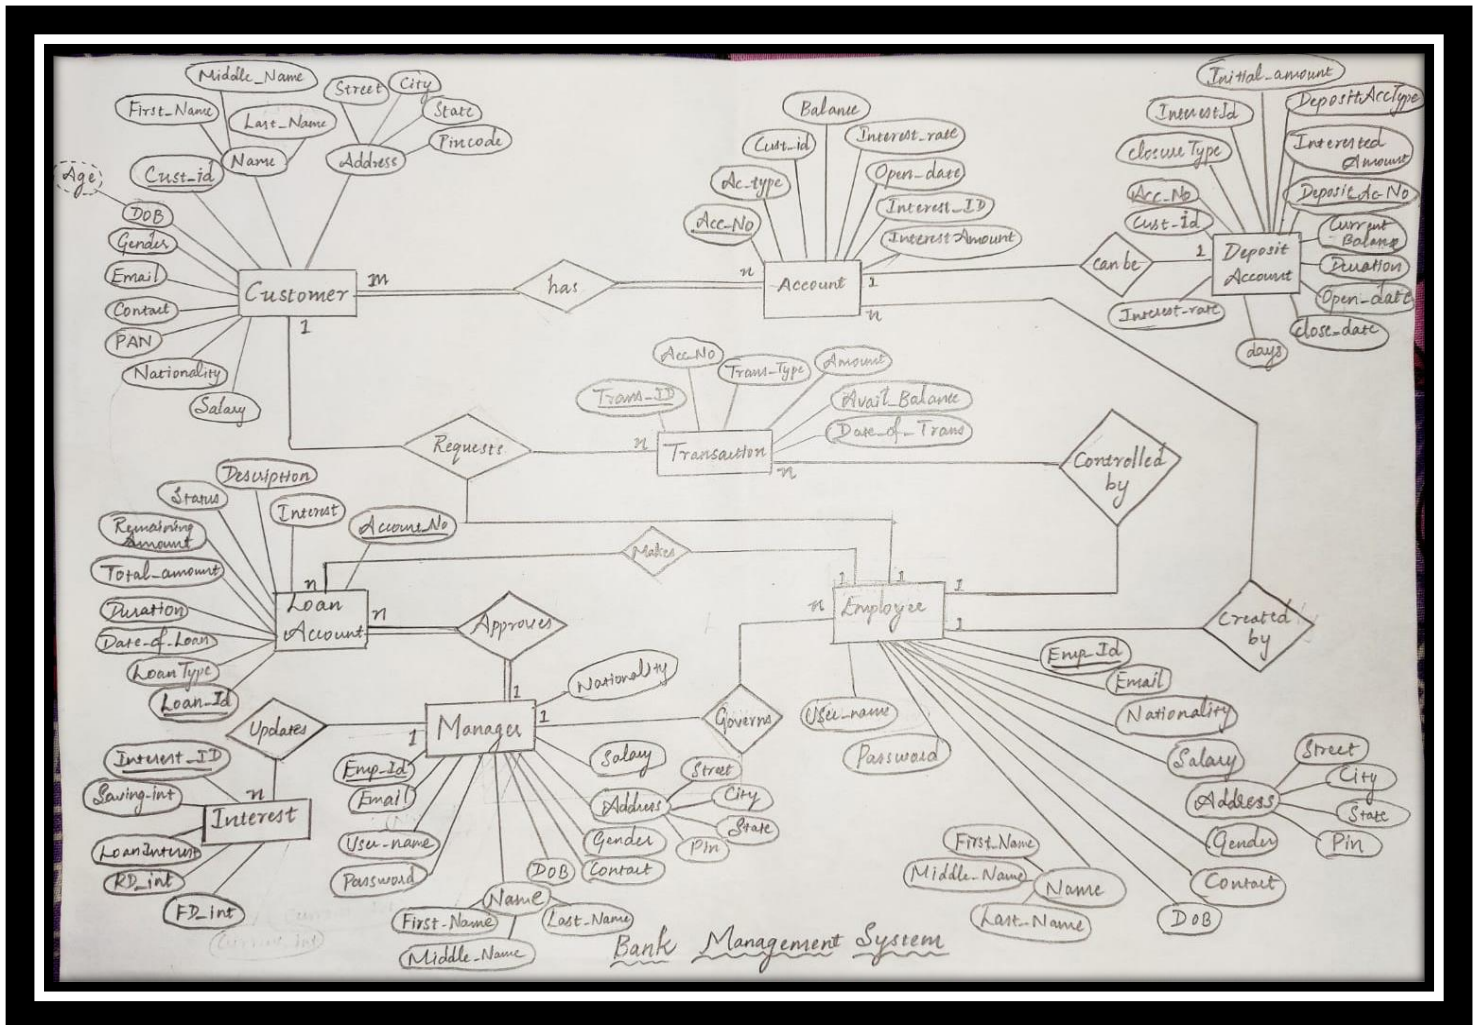 Middle_Name
First_Name
Last_Name
Name
Street
City
State
Pincode
Address
Age
Cust_id
DOB
Gender
Email
Contact
PAN
Nationality
Salary
Customer
m
1
has
n
Balance
Cust_id
Interest_rate
Ac_type
Open_date
Acc_No
Interest_ID
Interest Amount
Account
1
n
can be
1
Initial_amount
InterestId
DepositAccType
closure Type
Interested
Amount
Acc_No
Deposit_Ac_No
Cust_id
Current
Balance
Deposit
Account
Duration
Open_date
Interest_rate
close_date
days
Requests
n
Acc_No
Trans_Type
Amount
Trans_ID
Avail_Balance
Date_of_Trans
Transaction
n
Controlled
by
Description
Status
Interest
Account_No
Remaining
Amount
Total_amount
Duration
Date_of_Loan
Loan Type
Loan_Id
n
Loan
Account
n
Makes
Approves
1
1
n
Employee
1
1
Created
by
Emp_Id
Email
Nationality
Salary
Street
City
State
Pin
Address
Gender
Contact
DOB
First_Name
Middle_Name
Last_Name
Name
User_name
Password
Governs
Nationality
1
Manager
1
1
Updates
n
Interest_ID
Saving_int
Interest
Loan Interest
RD_int
FD_int
Current_int
Emp_Id
Email
User_name
Password
Salary
Address
Street
City
State
Pin
Gender
Contact
DOB
Name
First_Name
Last_Name
Middle_Name
Bank Management System